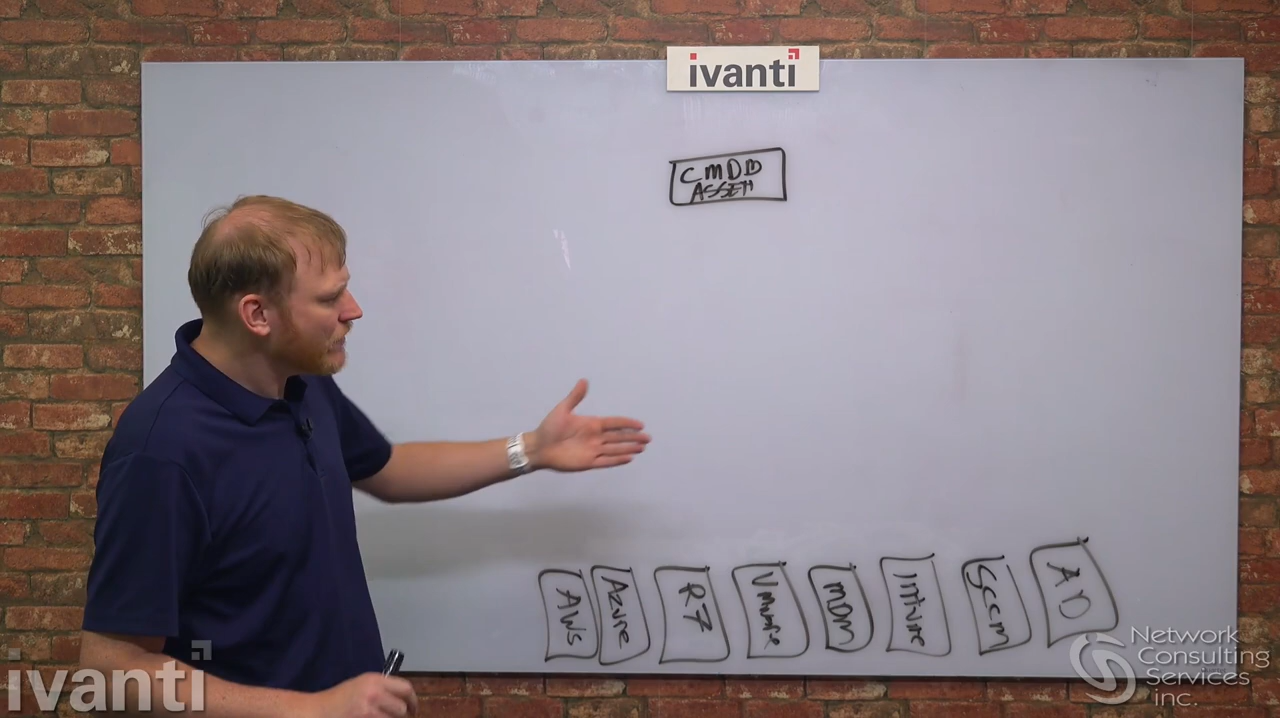 ivanti
CMDB
ASSET
AWS
Azure
R7
Vmware
MDM
Intune
SCCM
AD
ivanti
Network
Consulting
Services
inc.